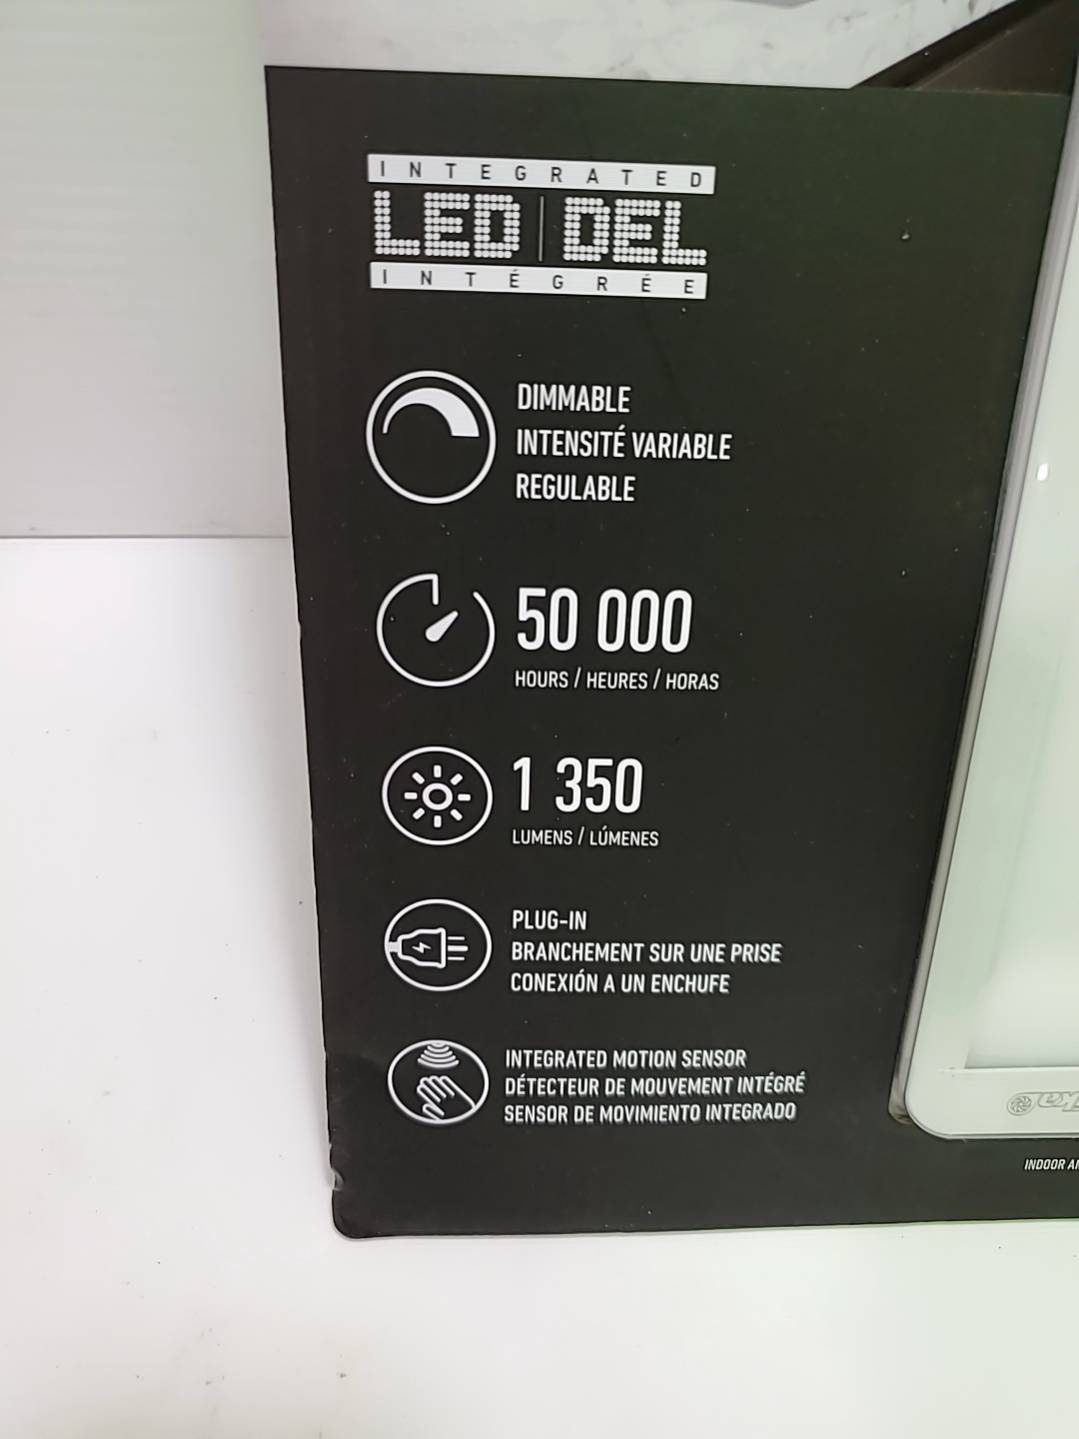 INTEGRATED
LED | DEL
INTÉGRÉE
DIMMABLE
INTENSITÉ VARIABLE
REGULABLE
50 000
HOURS / HEURES / HORAS
1 350
LUMENS / LÚMENES
PLUG-IN
BRANCHEMENT SUR UNE PRISE
CONEXIÓN A UN ENCHUFE
INTEGRATED MOTION SENSOR
DÉTECTEUR DE MOUVEMENT INTÉGRÉ
SENSOR DE MOVIMIENTO INTEGRADO
INDOOR